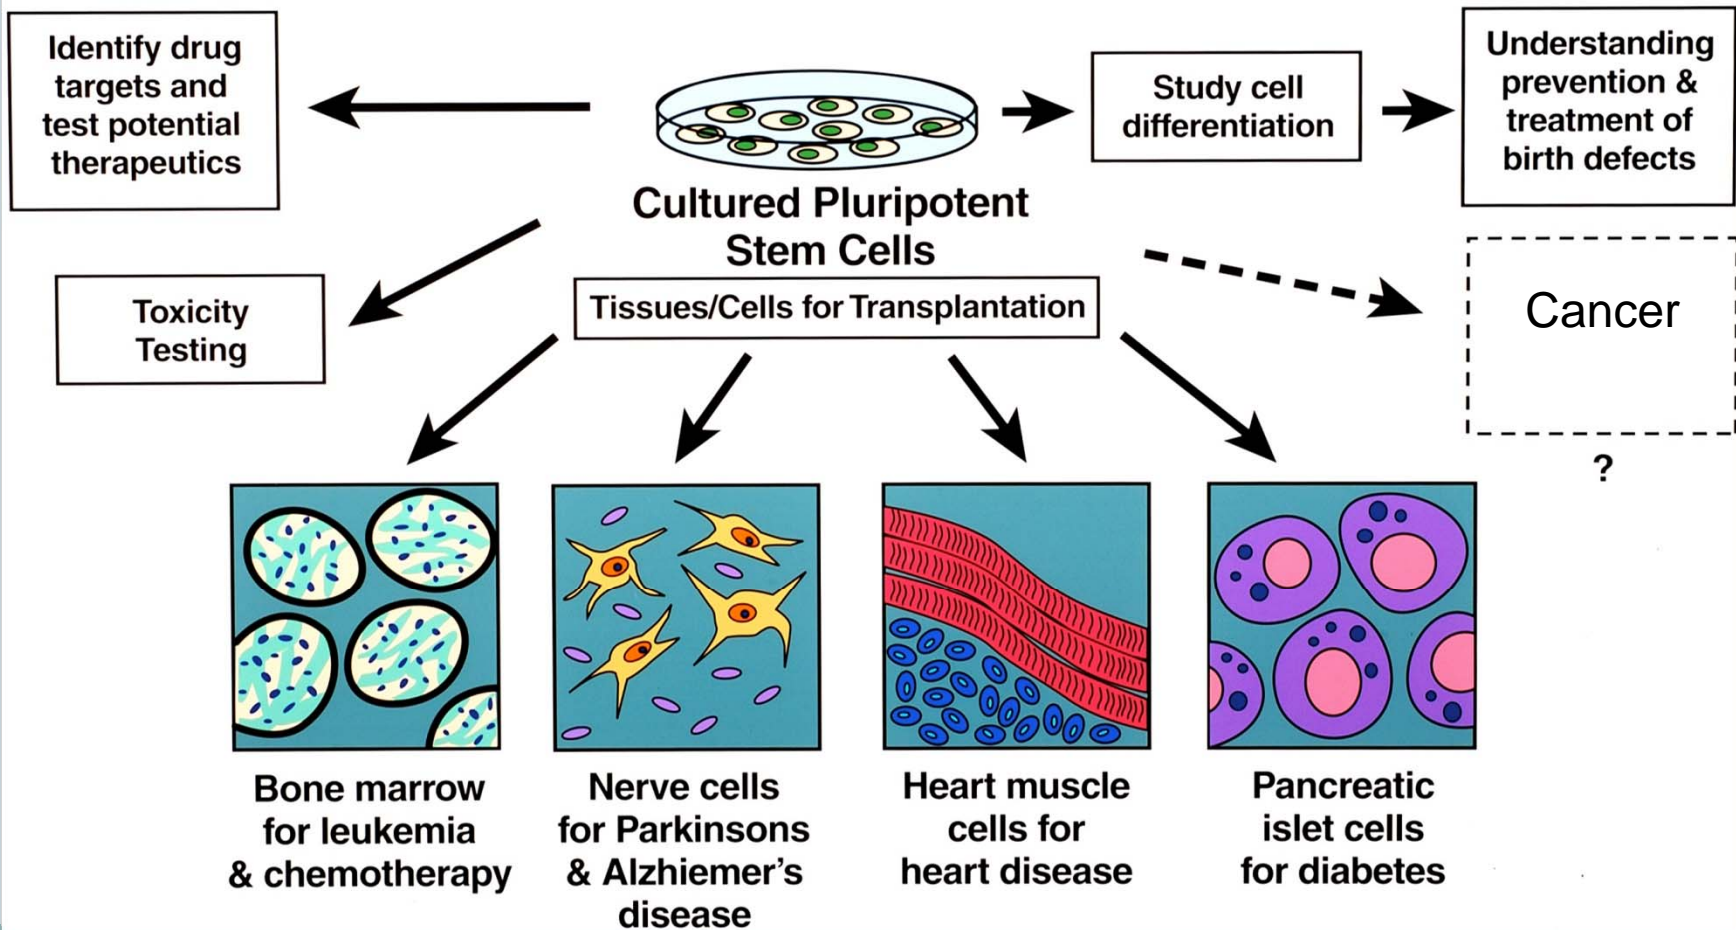 Identify drug
targets and
test potential
therapeutics
Cultured Pluripotent
Stem Cells
Study cell
differentiation
Understanding
prevention &
treatment of
birth defects
Toxicity
Testing
Tissues/Cells for Transplantation
Cancer
?
Bone marrow
for leukemia
& chemotherapy
Nerve cells
for Parkinsons
& Alzhiemer's
disease
Heart muscle
cells for
heart disease
Pancreatic
islet cells
for diabetes